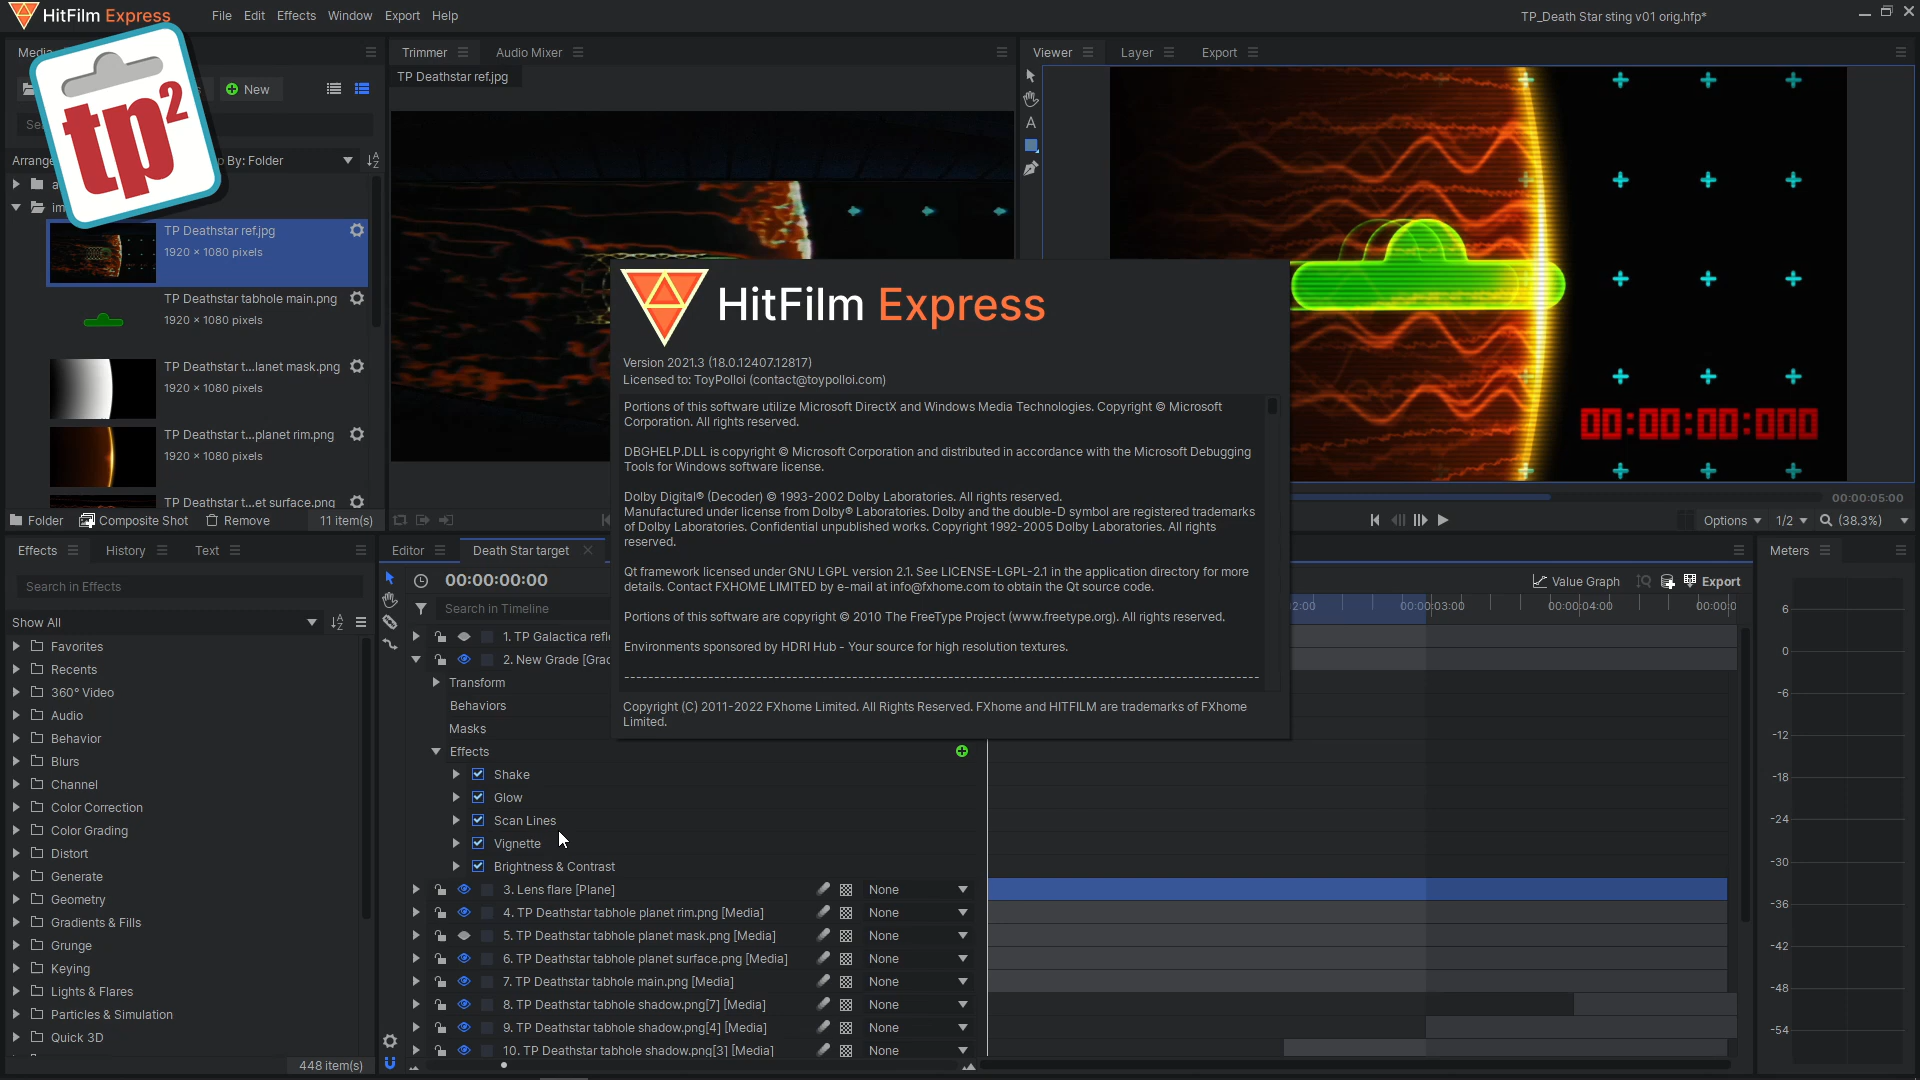 HitFilm Express
File Edit Effects Window Export Help
TP_Death Star sting v01 orig.hfp*
Media
tp2
New
Arrange
p By: Folder
TP Deathstar ref.jpg
1920 × 1080 pixels
TP Deathstar tabhole main.png
1920 × 1080 pixels
TP Deathstar t...lanet mask.png
1920 × 1080 pixels
TP Deathstar t...planet rim.png
1920 × 1080 pixels
TP Deathstar t...et surface.png
Folder Composite Shot Remove 11 item(s)
Trimmer Audio Mixer
TP Deathstar ref.jpg
Viewer Layer Export
00:00:00:000
00:00:05:00
Options 1/2 (38.3%)
HitFilm Express
Version 2021.3 (18.0.12407.12817)
Licensed to: ToyPolloi (contact@toypolloi.com)
Portions of this software utilize Microsoft DirectX and Windows Media Technologies. Copyright © Microsoft
Corporation. All rights reserved.
DBGHELP.DLL is copyright © Microsoft Corporation and distributed in accordance with the Microsoft Debugging
Tools for Windows software license.
Dolby Digital® (Decoder) © 1993-2002 Dolby Laboratories. All rights reserved.
Manufactured under license from Dolby® Laboratories. Dolby and the double-D symbol are registered trademarks
of Dolby Laboratories. Confidential unpublished works. Copyright 1992-2005 Dolby Laboratories. All rights
reserved.
Qt framework licensed under GNU LGPL version 2.1. See LICENSE-LGPL-2.1 in the application directory for more
details. Contact FXHOME LIMITED by e-mail at info@fxhome.com to obtain the Qt source code.
Portions of this software are copyright © 2010 The FreeType Project (www.freetype.org). All rights reserved.
Environments sponsored by HDRI Hub - Your source for high resolution textures.
Copyright (C) 2011-2022 FXhome Limited. All Rights Reserved. FXhome and HITFILM are trademarks of FXhome
Limited.
Effects History Text
Search in Effects
Show All
Favorites
Recents
360° Video
Audio
Behavior
Blurs
Channel
Color Correction
Color Grading
Distort
Generate
Geometry
Gradients & Fills
Grunge
Keying
Lights & Flares
Particles & Simulation
Quick 3D
448 item(s)
Editor Death Star target
00:00:00:00
Search in Timeline
Value Graph Export
2:00 00:00:03:00 00:00:04:00 00:00:0
1. TP Galactica refle
2. New Grade [Grad
Transform
Behaviors
Masks
Effects
Shake
Glow
Scan Lines
Vignette
Brightness & Contrast
3. Lens flare [Plane] None
4. TP Deathstar tabhole planet rim.png [Media] None
5. TP Deathstar tabhole planet mask.png [Media] None
6. TP Deathstar tabhole planet surface.png [Media] None
7. TP Deathstar tabhole main.png [Media] None
8. TP Deathstar tabhole shadow.png[7] [Media] None
9. TP Deathstar tabhole shadow.png[4] [Media] None
10. TP Deathstar tabhole shadow.png[3] [Media] None
Meters
6
0
-6
-12
-18
-24
-30
-36
-42
-48
-54